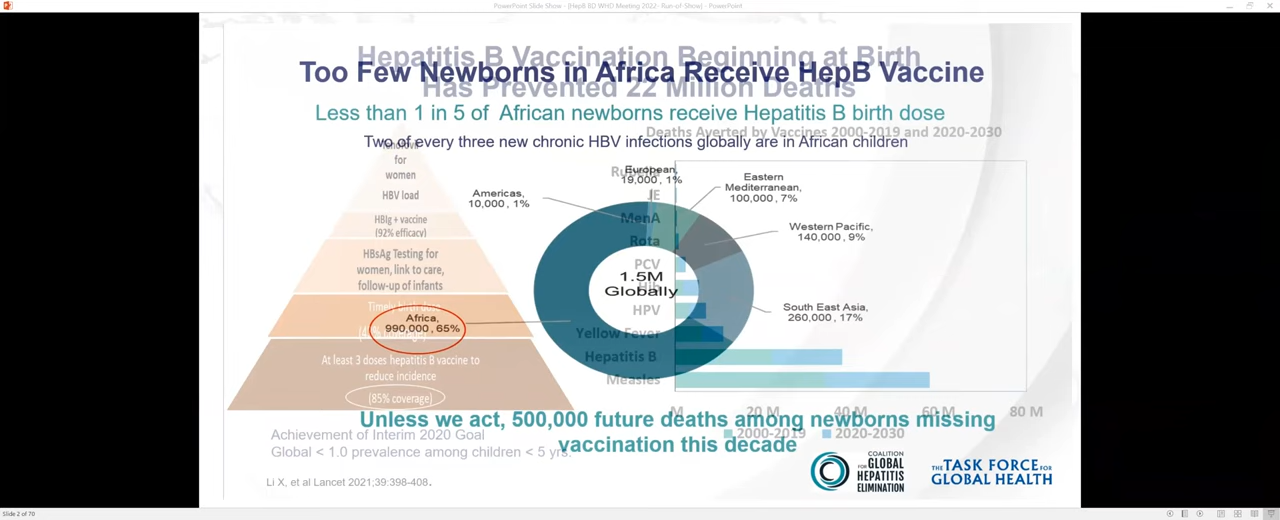 PowerPoint Slide Show - [HepB BD WHO Meeting 2022- Run-of-Show] - PowerPoint
Hepatitis B Vaccination Beginning at Birth
Has Prevented 22 Million Deaths
Too Few Newborns in Africa Receive HepB Vaccine
Less than 1 in 5 of African newborns receive Hepatitis B birth dose
Deaths Averted by Vaccines 2000-2019 and 2020-2030
Two of every three new chronic HBV infections globally are in African children
for
women
HBV load
HBIg + vaccine
(92% efficacy)
HBsAg Testing for
women, link to care,
follow-up of infants
Timely birth dose
At least 3 doses hepatitis B vaccine to
reduce incidence
(85% coverage)
Africa,
990,000 , 65%
Americas,
10,000 , 1%
European,
19,000 , 1%
Eastern
Mediterranean,
100,000 , 7%
Western Pacific,
140,000 , 9%
South East Asia,
260,000 , 17%
1.5M
Globally
JE
MenA
Rota
PCV
HPV
Yellow Fever
Hepatitis B
Measles
M
20 M
40 M
60 M
80 M
2000-2019
2020-2030
Unless we act, 500,000 future deaths among newborns missing
vaccination this decade
Achievement of Interim 2020 Goal
Global < 1.0 prevalence among children < 5 yrs.
Li X, et al Lancet 2021;39:398-408.
COALITION
FOR GLOBAL
HEPATITIS
ELIMINATION
THE TASK FORCE FOR
GLOBAL HEALTH
Slide 2 of 70